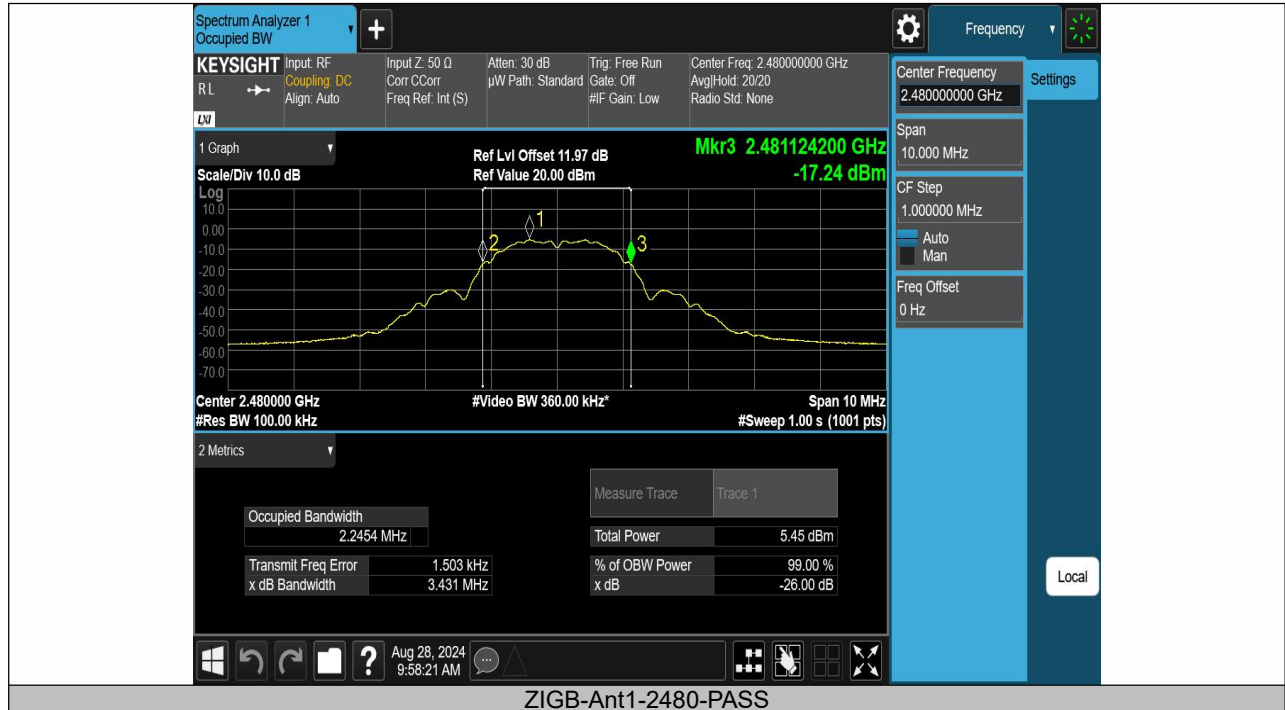 Spectrum Analyzer 1
Occupied BW
+
Frequency
KEYSIGHT
R L
LXI
Input: RF
Coupling: DC
Align: Auto
Input Z: 50 Ω
Corr CCorr
Freq Ref: Int (S)
Atten: 30 dB
µW Path: Standard
Trig: Free Run
Gate: Off
#IF Gain: Low
Center Freq: 2.480000000 GHz
Avg|Hold: 20/20
Radio Std: None
Center Frequency
2.480000000 GHz
Settings
Span
10.000 MHz
CF Step
1.000000 MHz
Auto
Man
Freq Offset
0 Hz
Local
1 Graph
Scale/Div 10.0 dB
Ref Lvl Offset 11.97 dB
Ref Value 20.00 dBm
Mkr3 2.481124200 GHz
-17.24 dBm
Log
10.0
0.00
-10.0
-20.0
-30.0
-40.0
-50.0
-60.0
-70.0
1
2
3
Center 2.480000 GHz
#Res BW 100.00 kHz
#Video BW 360.00 kHz*
Span 10 MHz
#Sweep 1.00 s (1001 pts)
2 Metrics
Measure Trace Trace 1
Occupied Bandwidth
2.2454 MHz
Total Power 5.45 dBm
Transmit Freq Error 1.503 kHz
% of OBW Power 99.00 %
x dB Bandwidth 3.431 MHz
x dB -26.00 dB
?
Aug 28, 2024
9:58:21 AM
ZIGB-Ant1-2480-PASS